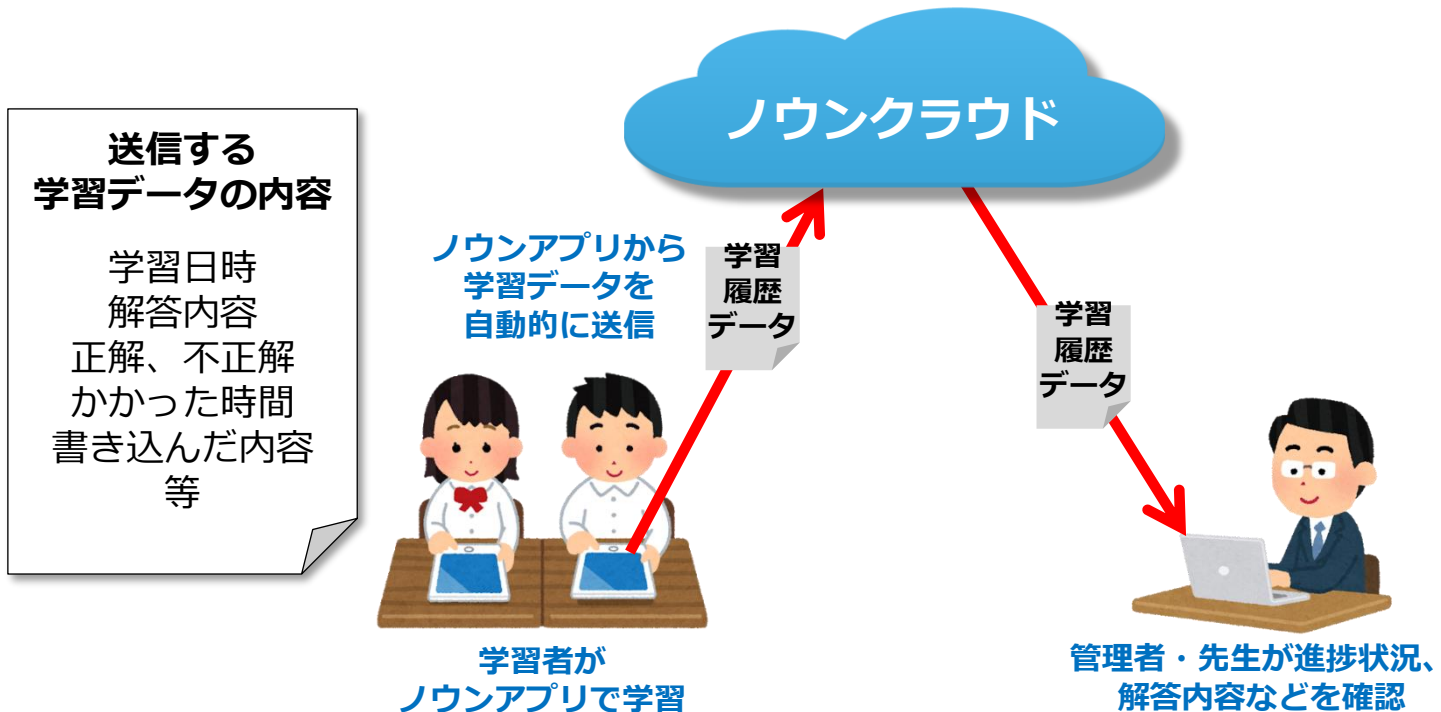 ノウンクラウド
送信する
学習データの内容
学習日時
解答内容
正解、不正解
かかった時間
書き込んだ内容
等
ノウンアプリから
学習データを
自動的に送信
学習
履歴
データ
学習
履歴
データ
学習者が
ノウンアプリで学習
管理者・先生が進捗状況、
解答内容などを確認